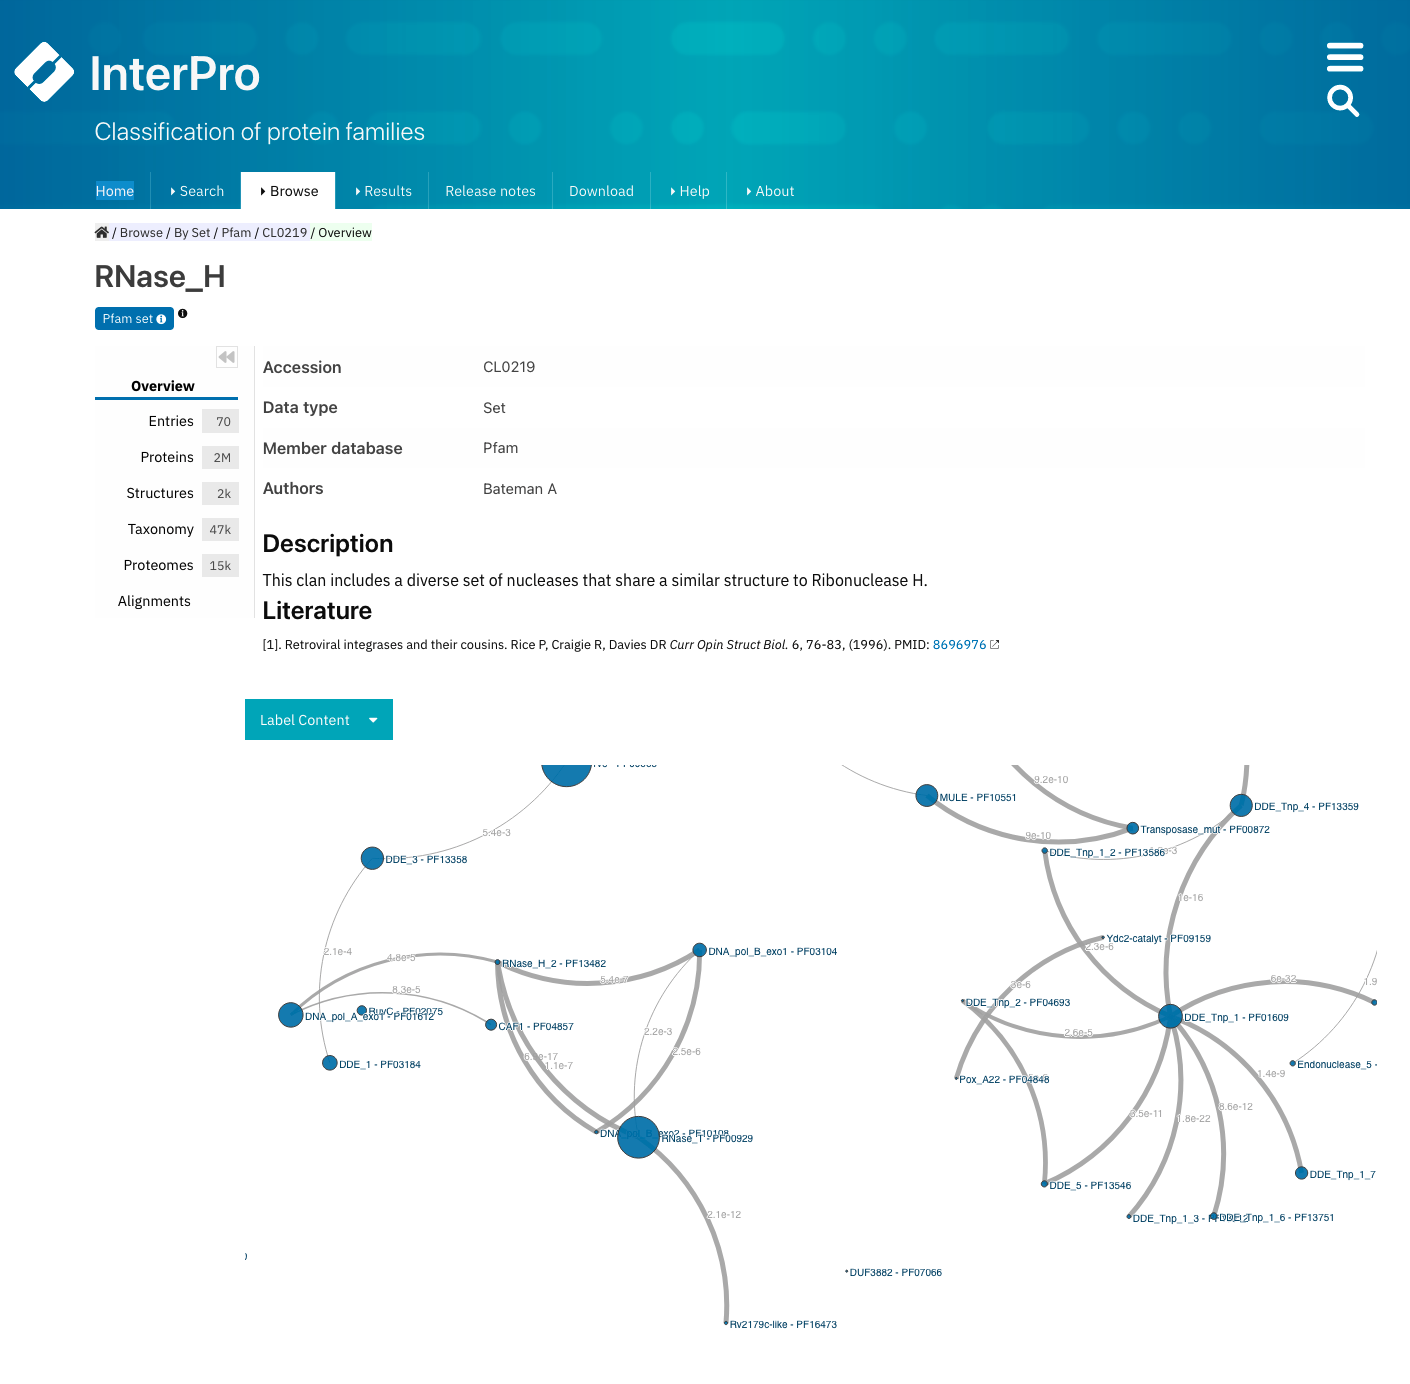 InterPro
Classification of protein families
Home Search Browse Results Release notes Download Help About
/ Browse / By Set / Pfam / CL0219 / Overview
RNase_H
Pfam set
Overview
Entries 70
Proteins 2M
Structures 2k
Taxonomy 47k
Proteomes 15k
Alignments
Accession CL0219
Data type Set
Member database Pfam
Authors Bateman A
Description
This clan includes a diverse set of nucleases that share a similar structure to Ribonuclease H.
Literature
[1]. Retroviral integrases and their cousins. Rice P, Craigie R, Davies DR Curr Opin Struct Biol. 6, 76-83, (1996). PMID: 8696976
Label Content
9.2e-10
MULE - PF10551
DDE_Tnp_4 - PF13359
5.4e-3
9e-10
Transposase_mut - PF00872
DDE_3 - PF13358
DDE_Tnp_1_2 - PF13586
1e-16
Ydc2-catalyt - PF09159
2.3e-6
2.1e-4
4.8e-5
RNase_H_2 - PF13482
DNA_pol_B_exo1 - PF03104
5.4e-7
3e-6
6e-32
1.9
8.3e-5
DDE_Tnp_2 - PF04693
RuvC - PF02075
DNA_pol_A_exo1 - PF01612
DDE_Tnp_1 - PF01609
CAF1 - PF04857
2.2e-3
2.6e-5
2.5e-6
1.1e-7
DDE_1 - PF03184
Endonuclease_5 -
1.4e-9
Pox_A22 - PF04848
8.6e-12
3.5e-11
1.8e-22
DNA_pol_B_exo2 - PF10108
RNase_T - PF00929
DDE_Tnp_1_7
DDE_5 - PF13546
2.1e-12
DDE_Tnp_1_3 -
DDE_Tnp_1_6 - PF13751
DUF3882 - PF07066
Rv2179c-like - PF16473